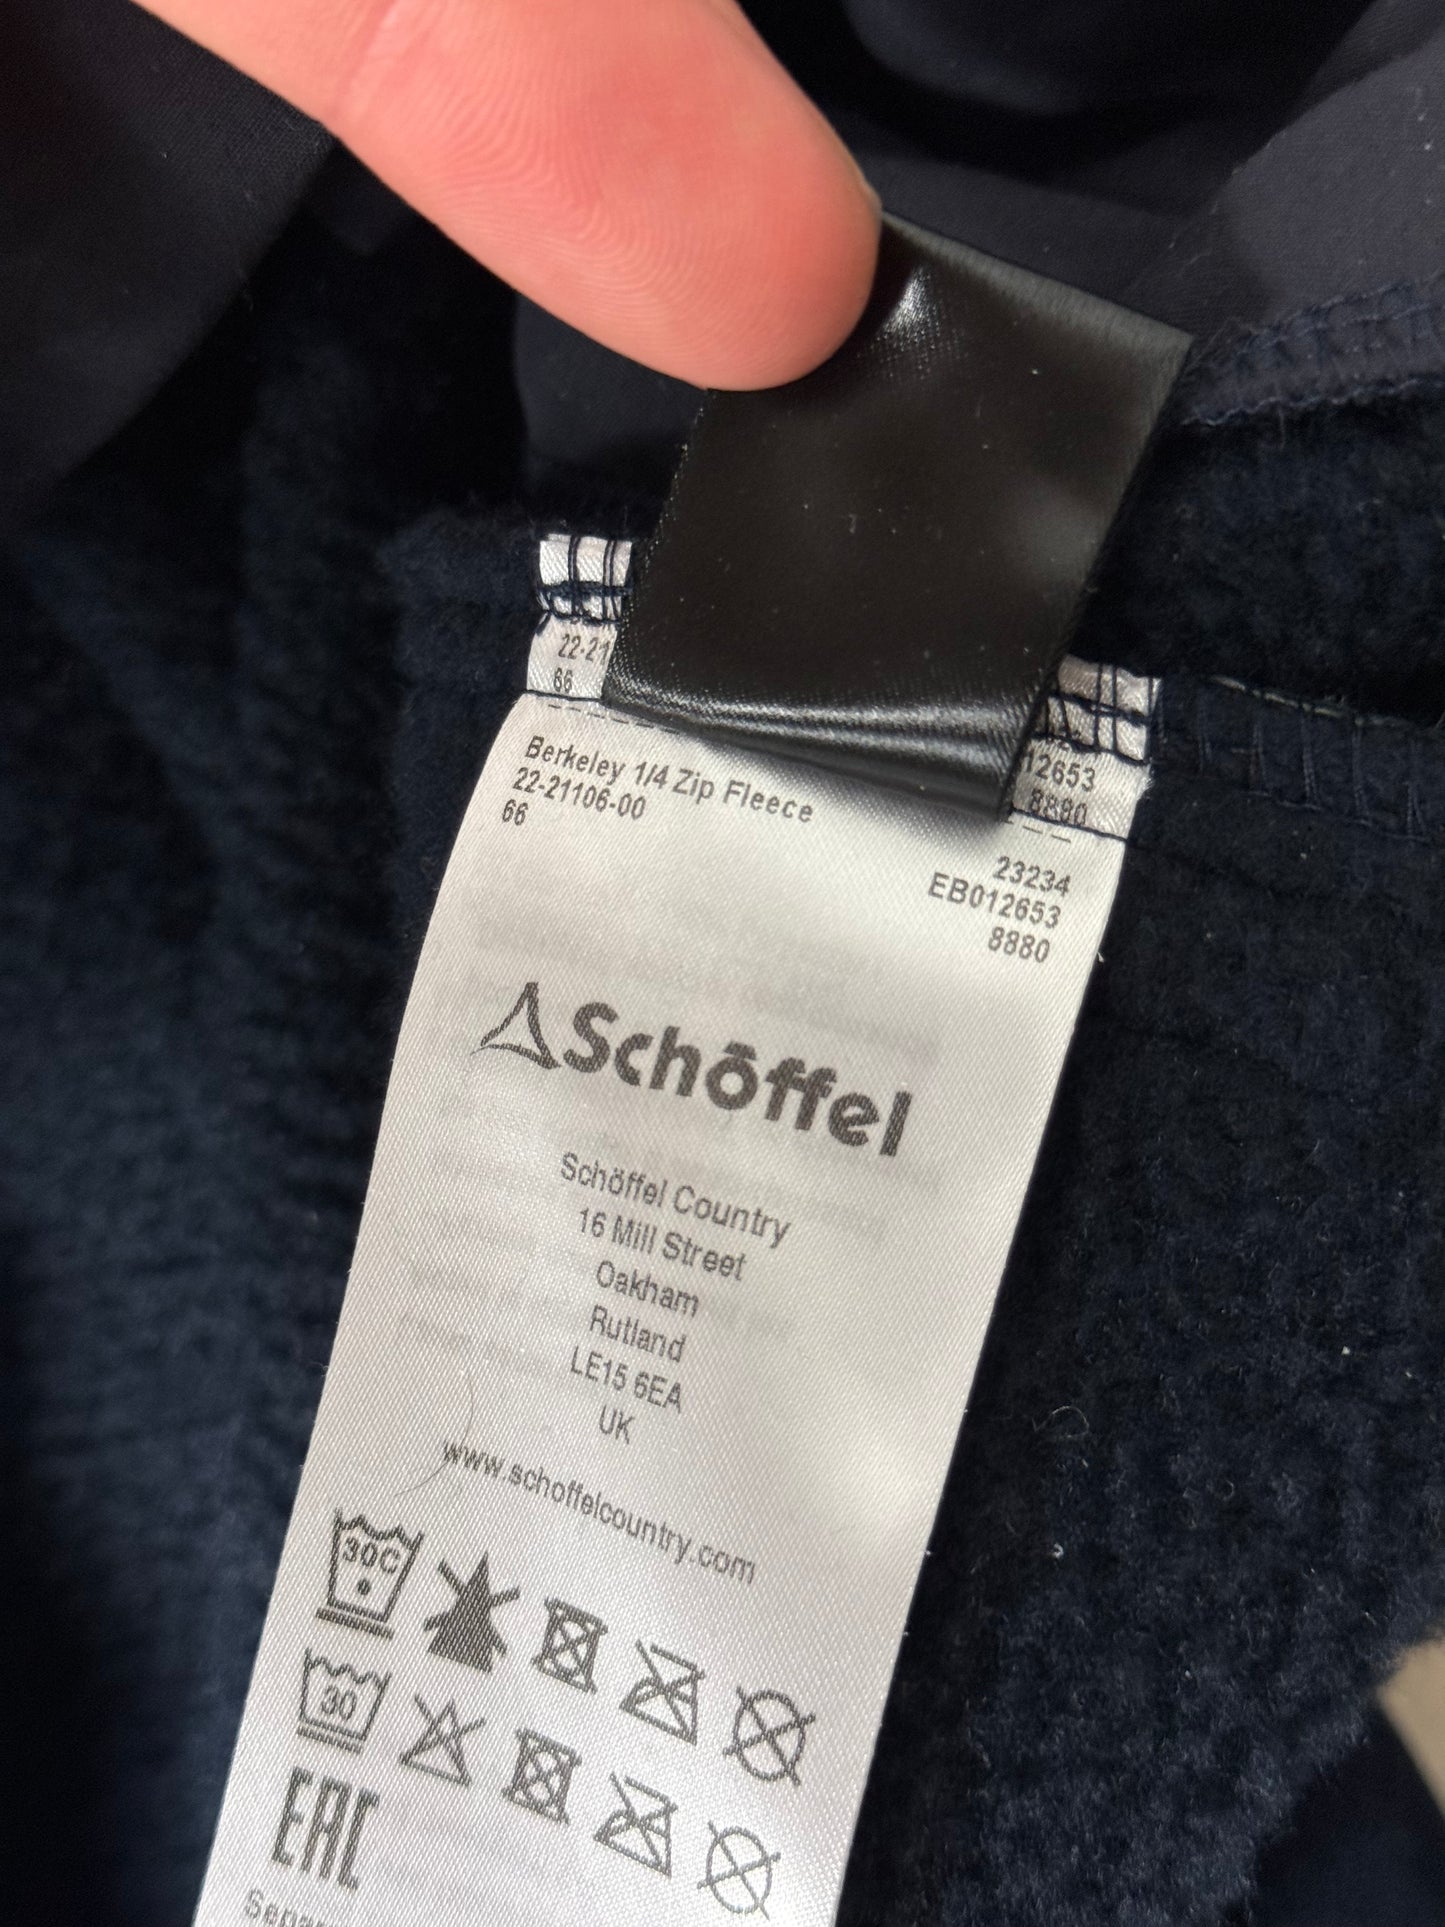 22-21
66
12653
8880
Berkeley 1/4 Zip Fleece
22-21106-00
66
23234
EB012653
8880
Schöffel
Schöffel Country
16 Mill Street
Oakham
Rutland
LE15 6EA
UK
www.schoffelcountry.com
30C
30
EAC